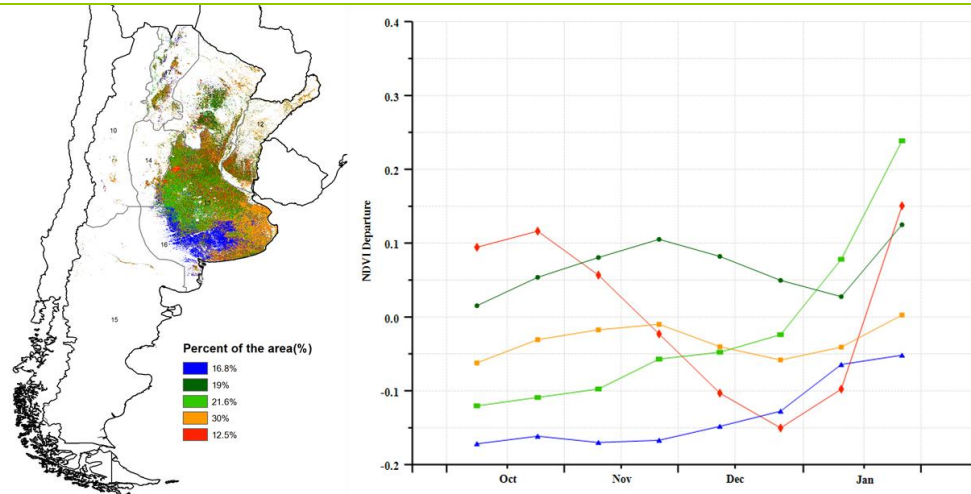 10
14
12
16
15
Percent of the area(%)
16.8%
19%
21.6%
30%
12.5%
NDVI Departure
0.4
0.3
0.2
0.1
0.0
-0.1
-0.2
Oct
Nov
Dec
Jan